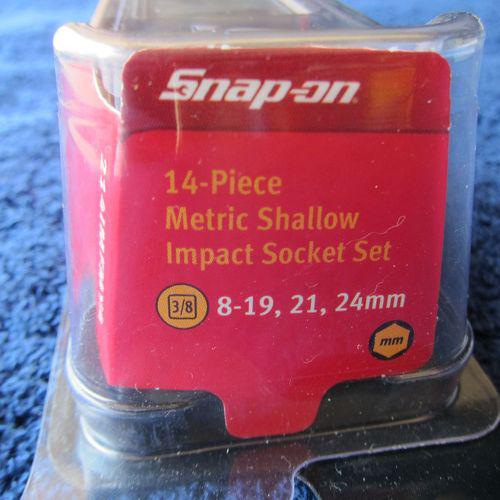 Snap-on
14-Piece
Metric Shallow
Impact Socket Set
3/8 8-19, 21, 24mm
mm